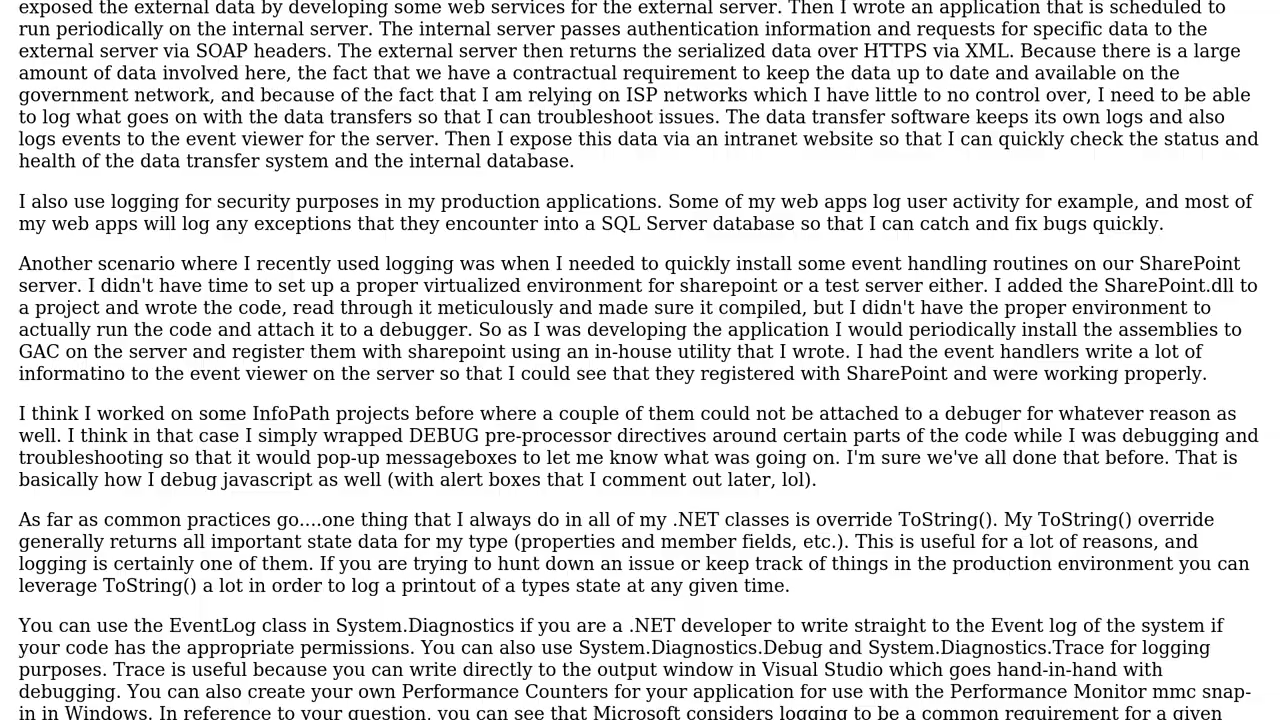 exposed the external data by developing some web services for the external server. Then I wrote an application that is scheduled to
run periodically on the internal server. The internal server passes authentication information and requests for specific data to the
external server via SOAP headers. The external server then returns the serialized data over HTTPS via XML. Because there is a large
amount of data involved here, the fact that we have a contractual requirement to keep the data up to date and available on the
government network, and because of the fact that I am relying on ISP networks which I have little to no control over, I need to be able
to log what goes on with the data transfers so that I can troubleshoot issues. The data transfer software keeps its own logs and also
logs events to the event viewer for the server. Then I expose this data via an intranet website so that I can quickly check the status and
health of the data transfer system and the internal database.
I also use logging for security purposes in my production applications. Some of my web apps log user activity for example, and most of
my web apps will log any exceptions that they encounter into a SQL Server database so that I can catch and fix bugs quickly.
Another scenario where I recently used logging was when I needed to quickly install some event handling routines on our SharePoint
server. I didn't have time to set up a proper virtualized environment for sharepoint or a test server either. I added the SharePoint.dll to
a project and wrote the code, read through it meticulously and made sure it compiled, but I didn't have the proper environment to
actually run the code and attach it to a debugger. So as I was developing the application I would periodically install the assemblies to
GAC on the server and register them with sharepoint using an in-house utility that I wrote. I had the event handlers write a lot of
informatino to the event viewer on the server so that I could see that they registered with SharePoint and were working properly.
I think I worked on some InfoPath projects before where a couple of them could not be attached to a debuger for whatever reason as
well. I think in that case I simply wrapped DEBUG pre-processor directives around certain parts of the code while I was debugging and
troubleshooting so that it would pop-up messageboxes to let me know what was going on. I'm sure we've all done that before. That is
basically how I debug javascript as well (with alert boxes that I comment out later, lol).
As far as common practices go....one thing that I always do in all of my .NET classes is override ToString(). My ToString() override
generally returns all important state data for my type (properties and member fields, etc.). This is useful for a lot of reasons, and
logging is certainly one of them. If you are trying to hunt down an issue or keep track of things in the production environment you can
leverage ToString() a lot in order to log a printout of a types state at any given time.
You can use the EventLog class in System.Diagnostics if you are a .NET developer to write straight to the Event log of the system if
your code has the appropriate permissions. You can also use System.Diagnostics.Debug and System.Diagnostics.Trace for logging
purposes. Trace is useful because you can write directly to the output window in Visual Studio which goes hand-in-hand with
debugging. You can also create your own Performance Counters for your application for use with the Performance Monitor mmc snap-
in in Windows. In reference to your question, you can see that Microsoft considers logging to be a common requirement for a given